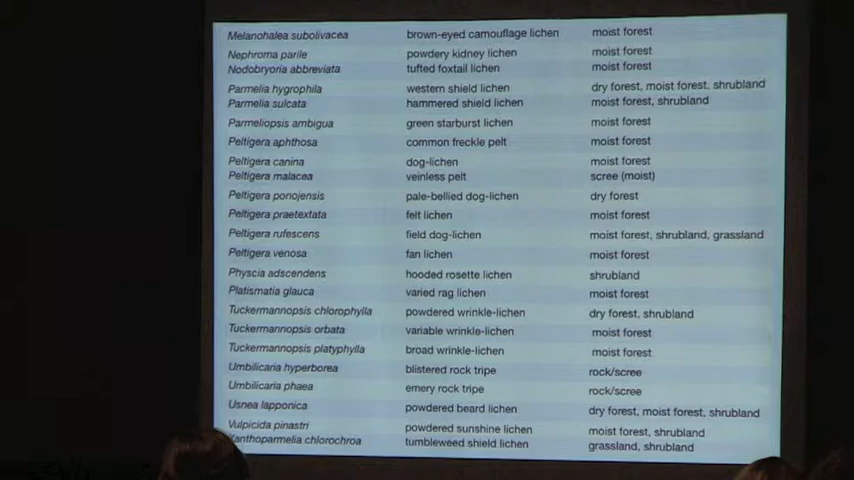 Melanohalea subolivacea brown-eyed camouflage lichen moist forest
Nephroma parile powdery kidney lichen moist forest
Nodobryoria abbreviata tufted foxtail lichen moist forest
Parmelia hygrophila western shield lichen dry forest, moist forest, shrubland
Parmelia sulcata hammered shield lichen moist forest, shrubland
Parmeliopsis ambigua green starburst lichen moist forest
Peltigera aphthosa common freckle pelt moist forest
Peltigera canina dog-lichen moist forest
Peltigera malacea veinless pelt scree (moist)
Peltigera ponojensis pale-bellied dog-lichen dry forest
Peltigera praetextata felt lichen moist forest
Peltigera rufescens field dog-lichen moist forest, shrubland, grassland
Peltigera venosa fan lichen moist forest
Physcia adscendens hooded rosette lichen shrubland
Platismatia glauca varied rag lichen moist forest
Tuckermannopsis chlorophylla powdered wrinkle-lichen dry forest, shrubland
Tuckermannopsis orbata variable wrinkle-lichen moist forest
Tuckermannopsis platyphylla broad wrinkle-lichen moist forest
Umbilicaria hyperborea blistered rock tripe rock/scree
Umbilicaria phaea emery rock tripe rock/scree
Usnea lapponica powdered beard lichen dry forest, moist forest, shrubland
Vulpicida pinastri powdered sunshine lichen moist forest, shrubland
Xanthoparmelia chlorochroa tumbleweed shield lichen grassland, shrubland